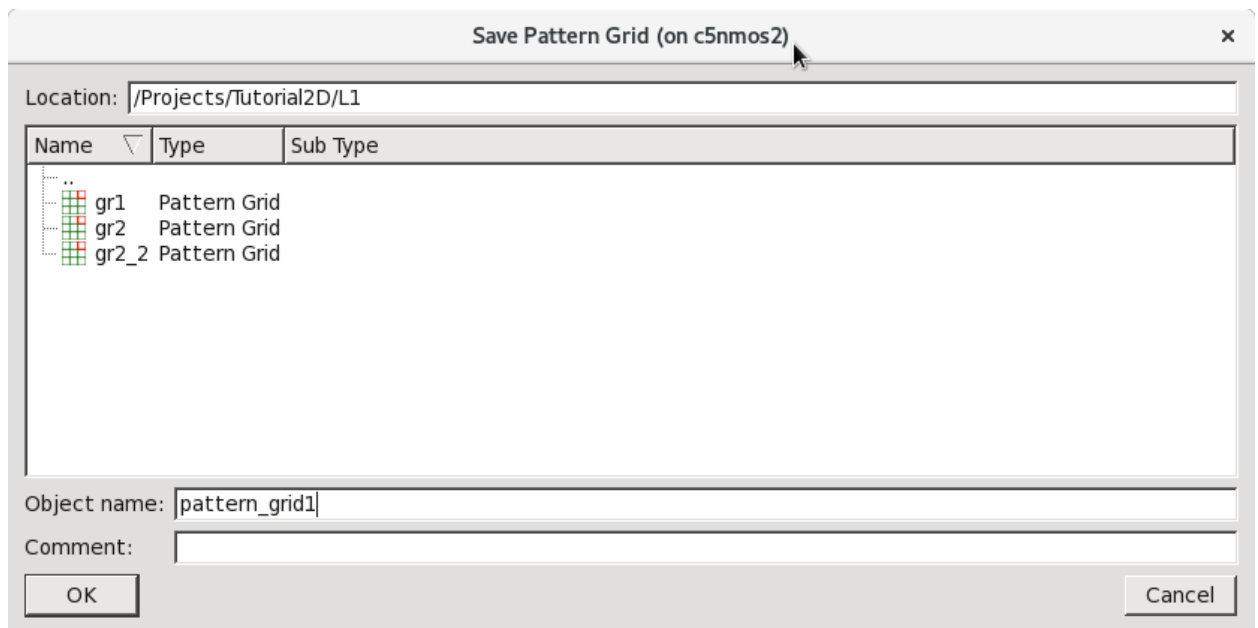 Save Pattern Grid (on c5nmos2)
Location: /Projects/Tutorial2D/L1
Name Type Sub Type
..
gr1 Pattern Grid
gr2 Pattern Grid
gr2_2 Pattern Grid
Object name: pattern_grid1
Comment:
OK Cancel